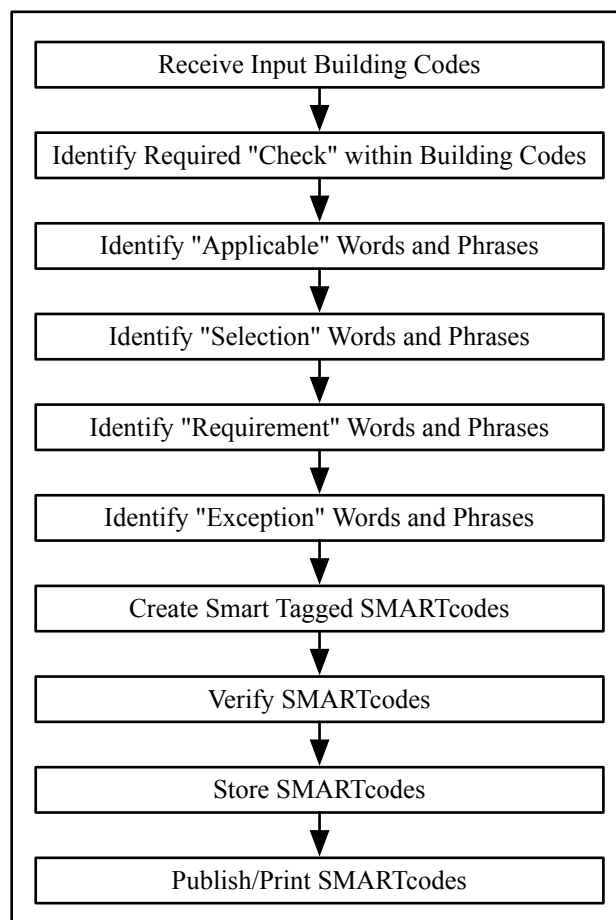 Receive Input Building Codes
Identify Required "Check" within Building Codes
Identify "Applicable" Words and Phrases
Identify "Selection" Words and Phrases
Identify "Requirement" Words and Phrases
Identify "Exception" Words and Phrases
Create Smart Tagged SMARTcodes
Verify SMARTcodes
Store SMARTcodes
Publish/Print SMARTcodes